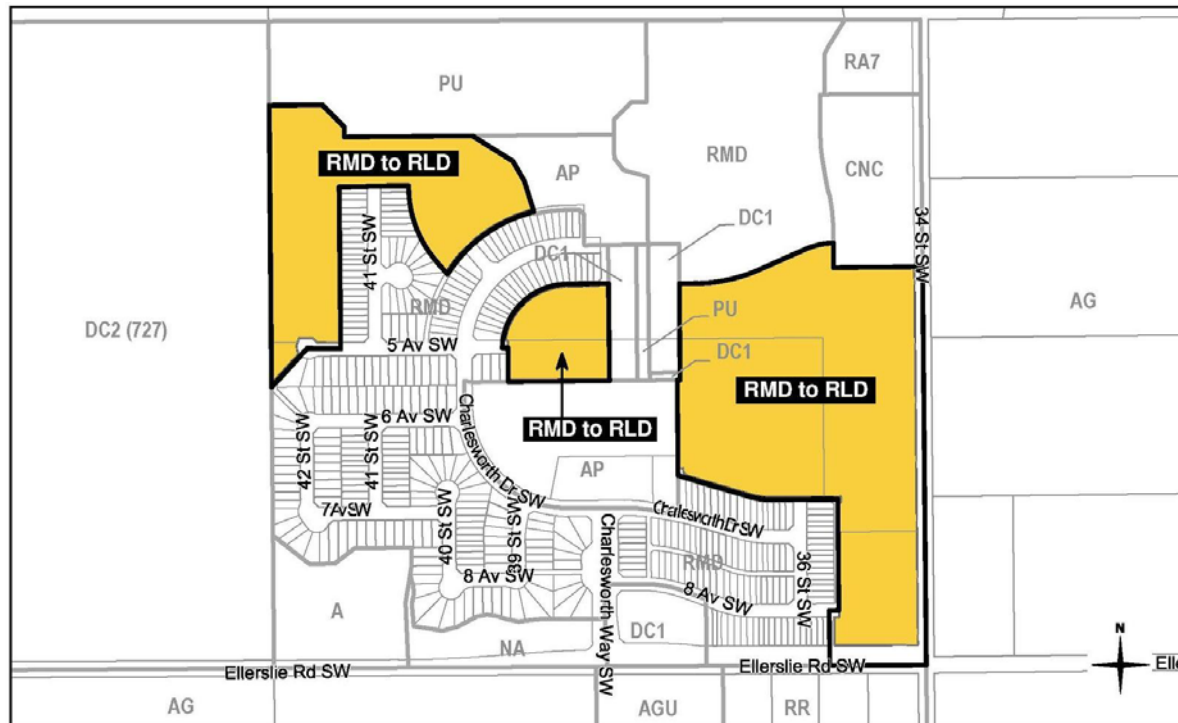 PU
RA7
RMD to RLD
AP
RMD
CNC
34 St SW
DC1
41 St SW
DC1
AG
RMD
PU
DC2 (727)
5 Av SW
DC1
RMD to RLD
6 Av SW
Charlesworth Dr SW
RMD to RLD
42 St SW
41 St SW
AP
7 Av SW
40 St SW
39 St SW
Charlesworth Dr SW
Charlesworth Way SW
RMD
36 St SW
8 Av SW
8 Av SW
A
NA
DC1
N
Ellerslie Rd SW
Ellerslie Rd SW
Elle
AG
AGU
RR